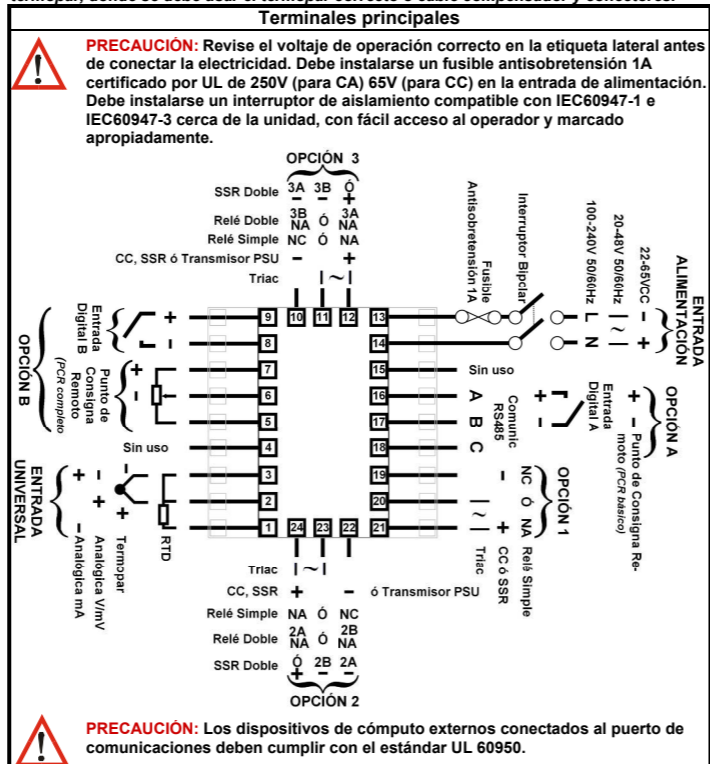 Terminales principales
PRECAUCIÓN: Revise el voltaje de operación correcto en la etiqueta lateral antes
de conectar la electricidad. Debe instalarse un fusible antisobretensión 1A
certificado por UL de 250V (para CA) 65V (para CC) en la entrada de alimentación.
Debe instalarse un interruptor de aislamiento compatible con IEC60947-1 e
IEC60947-3 cerca de la unidad, con fácil acceso al operador y marcado
apropiadamente.
OPCIÓN 3
SSR Doble 3A 3B Ó
− − +
Relé Doble 3B NA Ó 3A NA
Relé Simple NC Ó NA
CC, SSR ó Transmisor PSU − +
Triac | ~ |
Fusible
Antisobretensión 1A
Interruptor Bipolar
100-240V 50/60Hz L N
20-48V 50/60Hz | ~ |
22-65VCC − +
ENTRADA
ALIMENTACIÓN
9 10 11 12 13
8 14
7 15
6 16
5 17
4 18
3 19
2 20
1 24 23 22 21
OPCIÓN B
Entrada
Digital B
+
−
Punto de
Consigna
Remoto
(PCR completo)
+
−
Sin uso
ENTRADA
UNIVERSAL
+ − Analógica mA
− + Analógica V/mV
− + Termopar
RTD
Sin uso
A B C
Comunic
RS485
+
−
Entrada
Digital A
OPCIÓN A
+ −
Punto de Consigna Re-
moto (PCR básico)
OPCIÓN 1
NC Ó NA Relé Simple
− + CC ó SSR
| ~ | Triac
Triac | ~ |
CC, SSR + − ó Transmisor PSU
Relé Simple NA Ó NC
Relé Doble 2A NA Ó 2B NA
SSR Doble Ó 2B 2A
+ − −
OPCIÓN 2
PRECAUCIÓN: Los dispositivos de cómputo externos conectados al puerto de
comunicaciones deben cumplir con el estándar UL 60950.